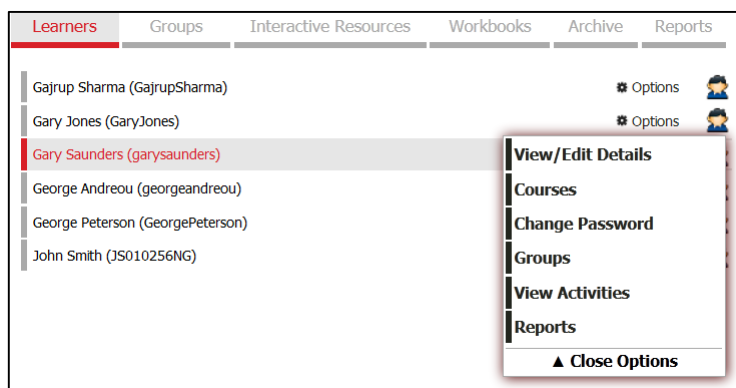 Learners Groups Interactive Resources Workbooks Archive Reports
Gajrup Sharma (GajrupSharma) Options
Gary Jones (GaryJones) Options
Gary Saunders (garysaunders)
View/Edit Details
George Andreou (georgeandreou)
Courses
George Peterson (GeorgePeterson)
Change Password
John Smith (JS010256NG)
Groups
View Activities
Reports
▲ Close Options